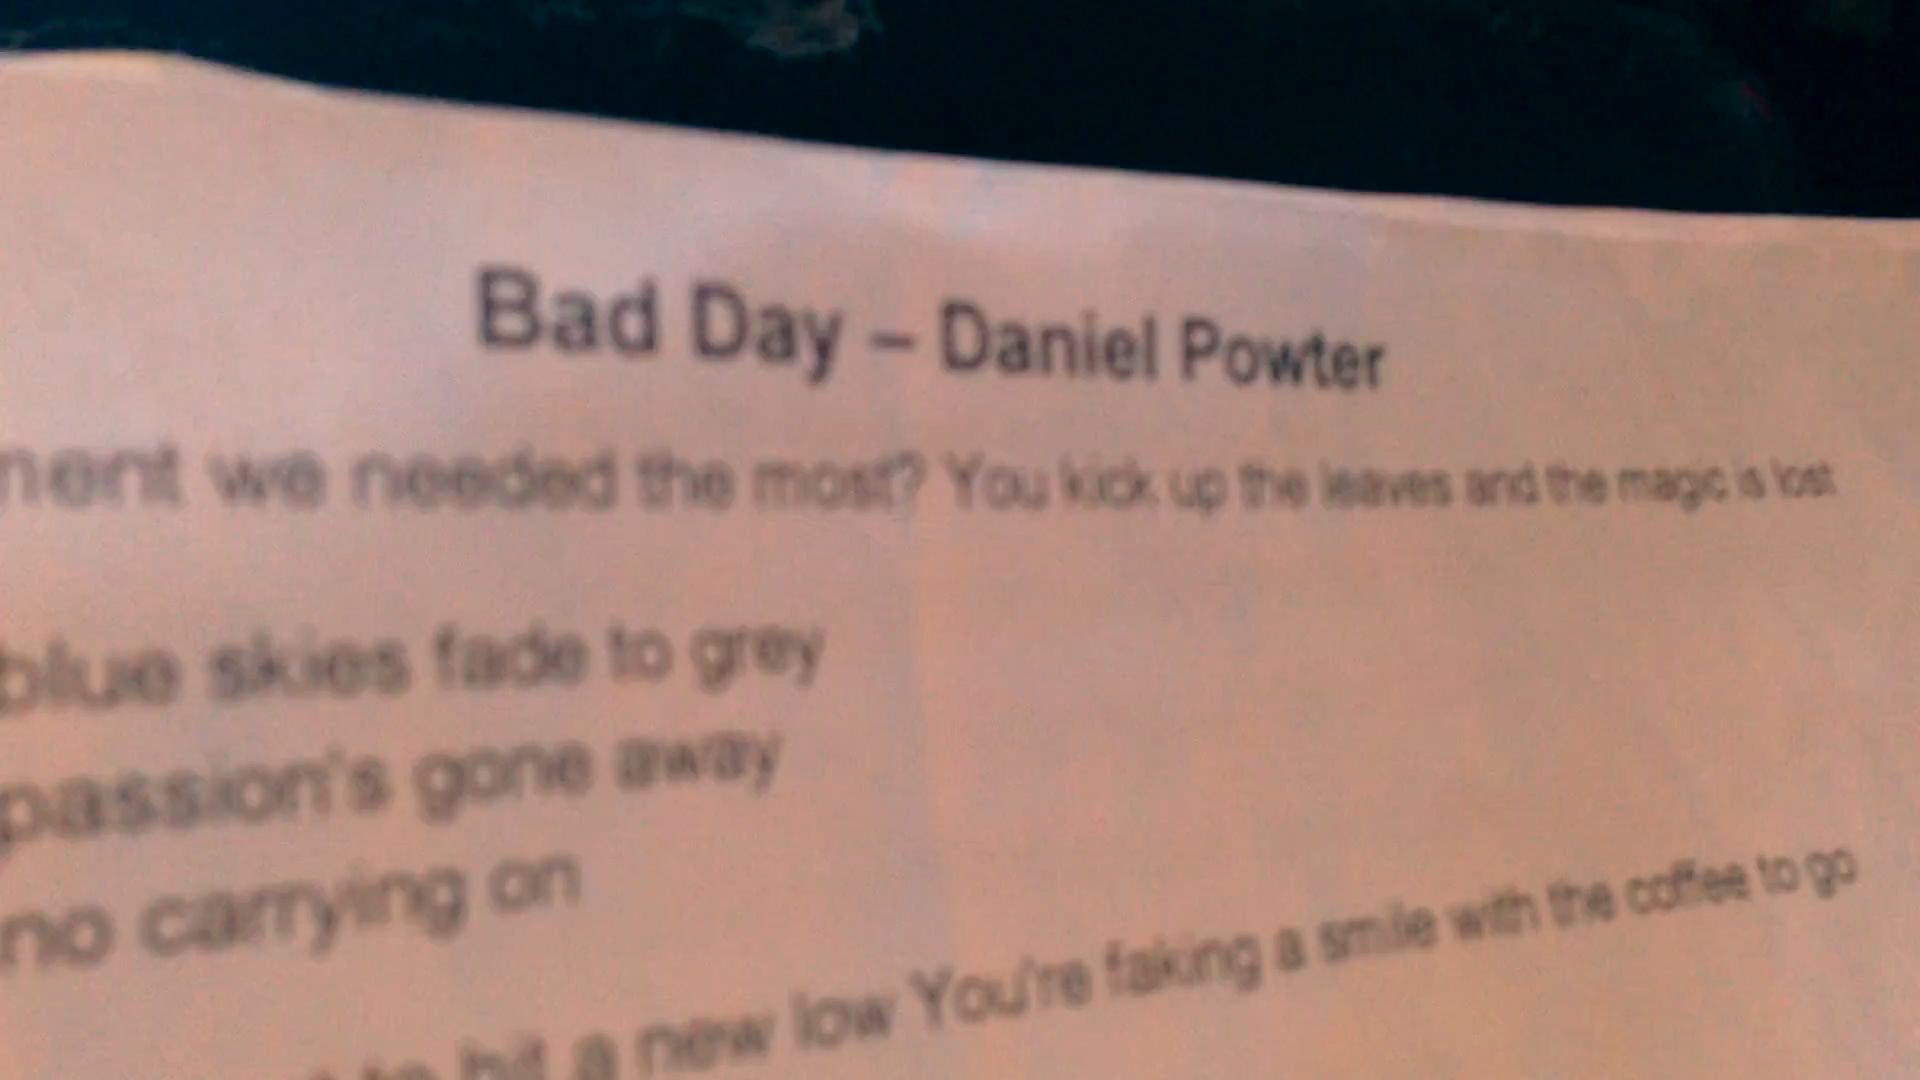 Bad Day – Daniel Powter
we needed the most? You kick up the leaves and the magic is lost
blue skies fade to grey
passion's gone away
no carrying on
to hit a new low You're faking a smile with the coffee to go